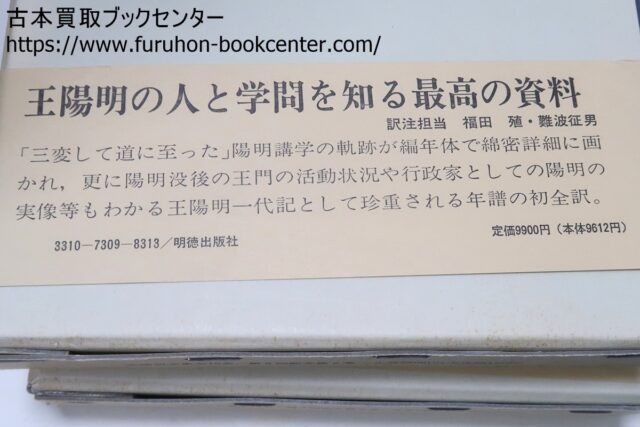 古本買取ブックセンター
https://www.furuhon-bookcenter.com/
王陽明の人と学問を知る最高の資料
訳注担当　福田　殖・難波征男
「三変して道に至った」陽明講学の軌跡が編年体で綿密詳細に画
かれ，更に陽明没後の王門の活動状況や行政家としての陽明の
実像等もわかる王陽明一代記として珍重される年譜の初全訳。
3310―7309―8313／明徳出版社
定価9900円（本体9612円）